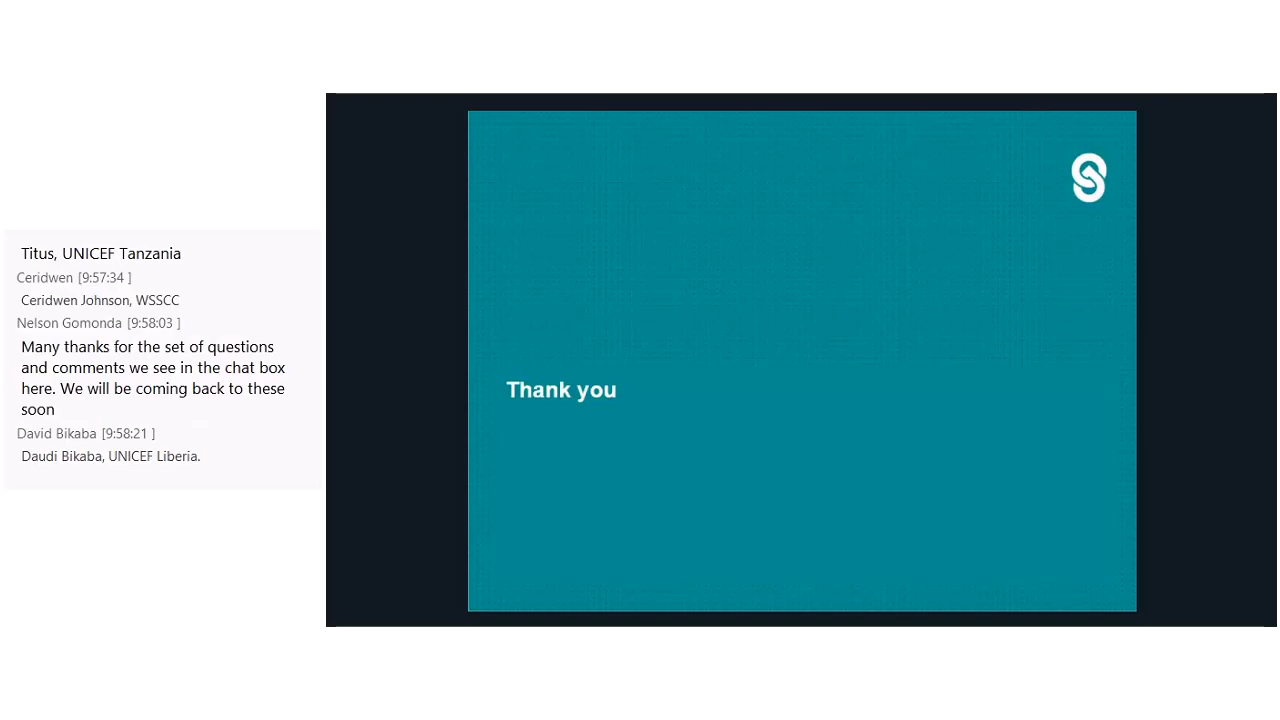 Titus, UNICEF Tanzania
Ceridwen [9:57:34 ]
Ceridwen Johnson, WSSCC
Nelson Gomonda [9:58:03 ]
Many thanks for the set of questions
and comments we see in the chat box
here. We will be coming back to these
soon
David Bikaba [9:58:21 ]
Daudi Bikaba, UNICEF Liberia.
Thank you